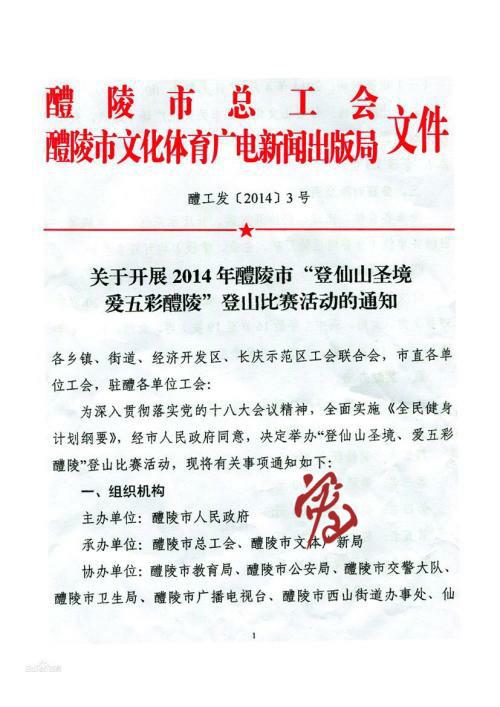 醴陵市总工会
醴陵市文化体育广电新闻出版局 文件
醴工发〔2014〕3号
关于开展 2014 年醴陵市“登仙山圣境
爱五彩醴陵”登山比赛活动的通知
各乡镇、街道、经济开发区、长庆示范区工会联合会，市直各单
位工会，驻醴各单位工会：
为深入贯彻落实党的十八大会议精神，全面实施《全民健身
计划纲要》，经市人民政府同意，决定举办“登仙山圣境、爱五彩
醴陵”登山比赛活动，现将有关事项通知如下：
一、组织机构
主办单位：醴陵市人民政府
承办单位：醴陵市总工会、醴陵市文体广新局
协办单位：醴陵市教育局、醴陵市公安局、醴陵市交警大队、
醴陵市卫生局、醴陵市广播电视台、醴陵市西山街道办事处、仙
1